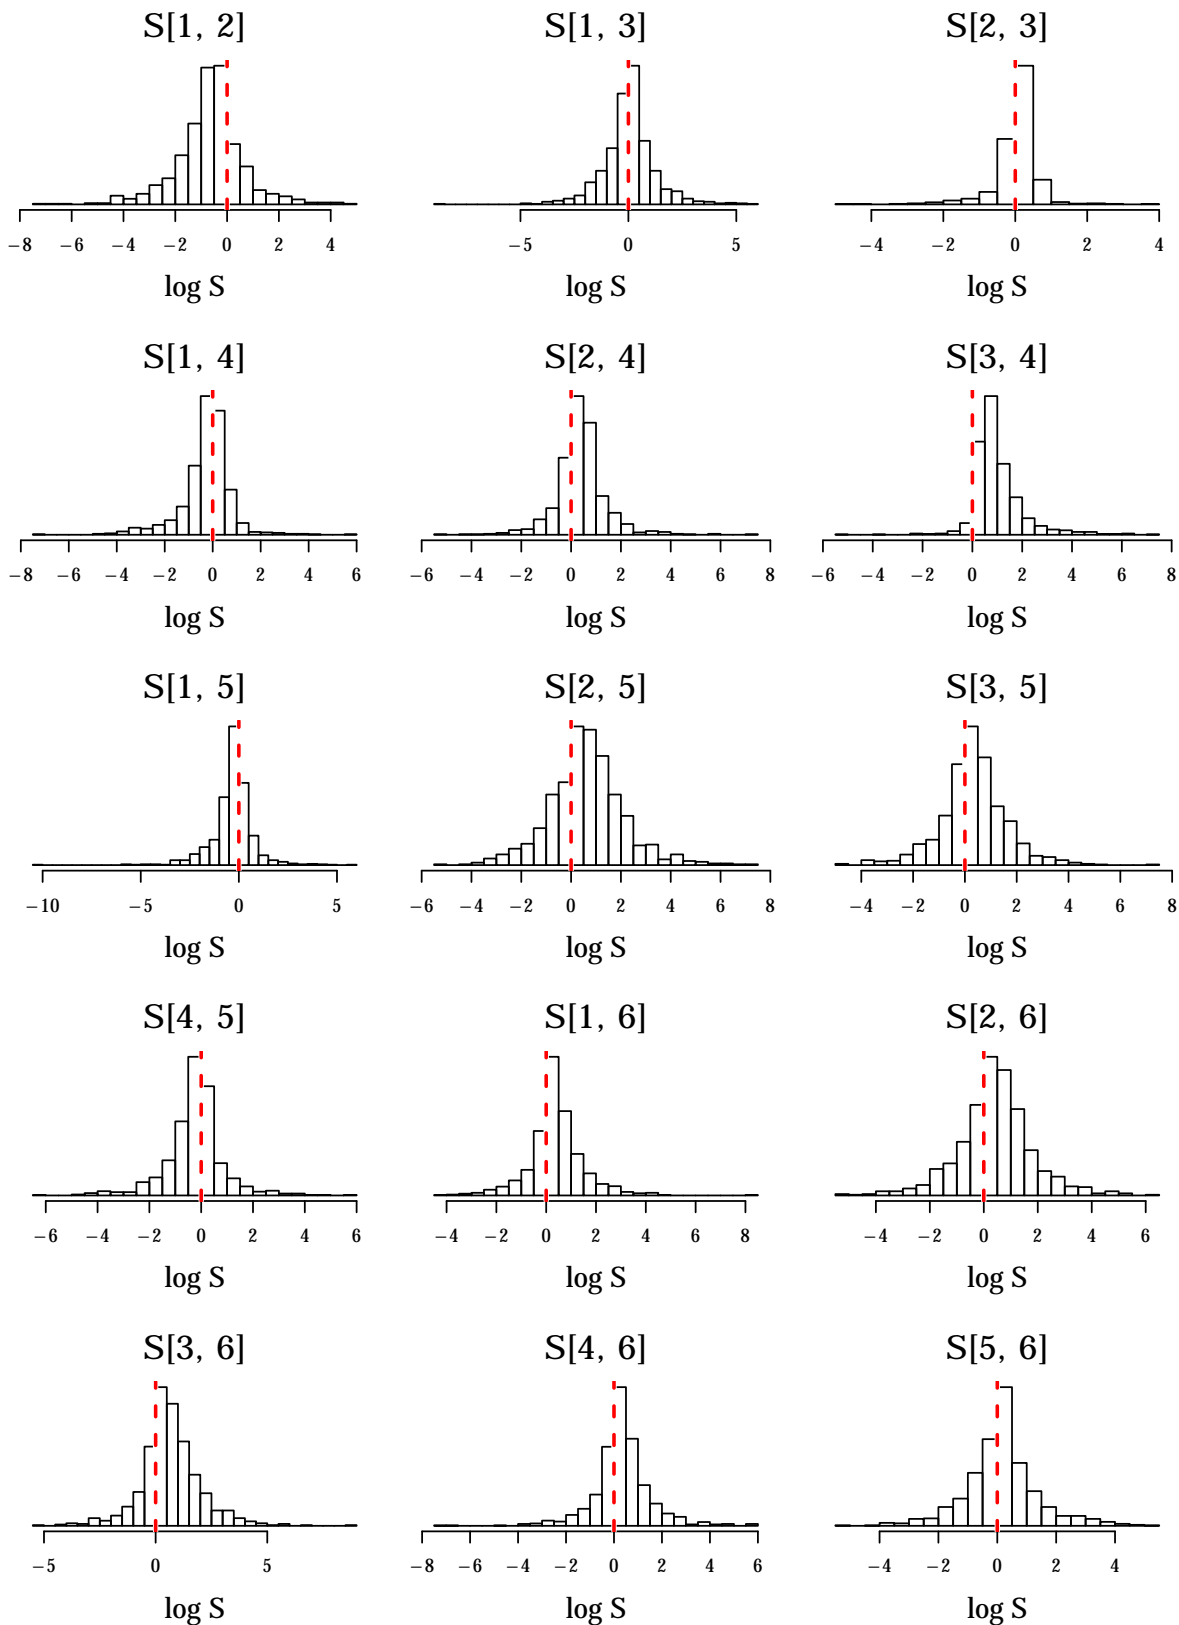 S[1, 2] S[1, 3] S[2, 3]
−8 −6 −4 −2 0 2 4 −5 0 5 −4 −2 0 2 4
log S log S log S
S[1, 4] S[2, 4] S[3, 4]
−8 −6 −4 −2 0 2 4 6 −6 −4 −2 0 2 4 6 8 −6 −4 −2 0 2 4 6 8
log S log S log S
S[1, 5] S[2, 5] S[3, 5]
−10 −5 0 5 −6 −4 −2 0 2 4 6 8 −4 −2 0 2 4 6 8
log S log S log S
S[4, 5] S[1, 6] S[2, 6]
−6 −4 −2 0 2 4 6 −4 −2 0 2 4 6 8 −4 −2 0 2 4 6
log S log S log S
S[3, 6] S[4, 6] S[5, 6]
−5 0 5 −8 −6 −4 −2 0 2 4 6 −4 −2 0 2 4
log S log S log S